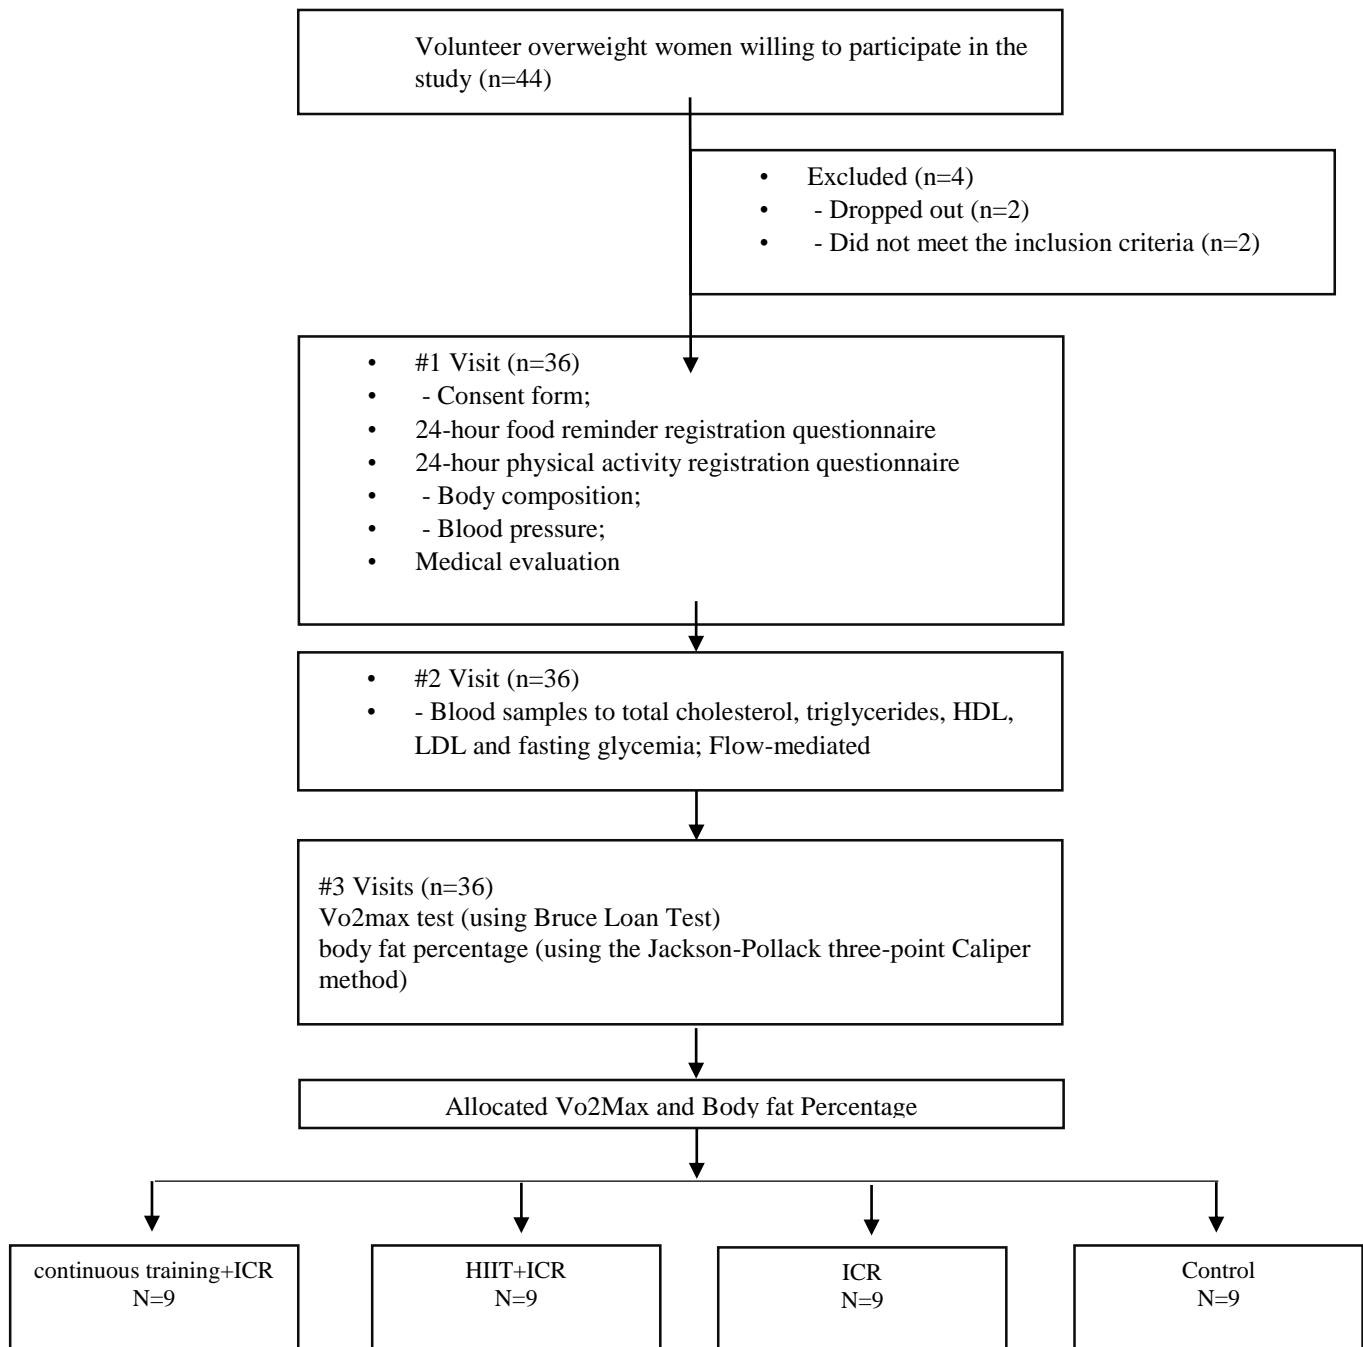 Volunteer overweight women willing to participate in the
study (n=44)
• Excluded (n=4)
• - Dropped out (n=2)
• - Did not meet the inclusion criteria (n=2)
• #1 Visit (n=36)
• - Consent form;
• 24-hour food reminder registration questionnaire
• 24-hour physical activity registration questionnaire
• - Body composition;
• - Blood pressure;
• Medical evaluation
• #2 Visit (n=36)
• - Blood samples to total cholesterol, triglycerides, HDL,
LDL and fasting glycemia; Flow-mediated
#3 Visits (n=36)
Vo2max test (using Bruce Loan Test)
body fat percentage (using the Jackson-Pollack three-point Caliper
method)
Allocated Vo2Max and Body fat Percentage
continuous training+ICR
N=9
HIIT+ICR
N=9
ICR
N=9
Control
N=9